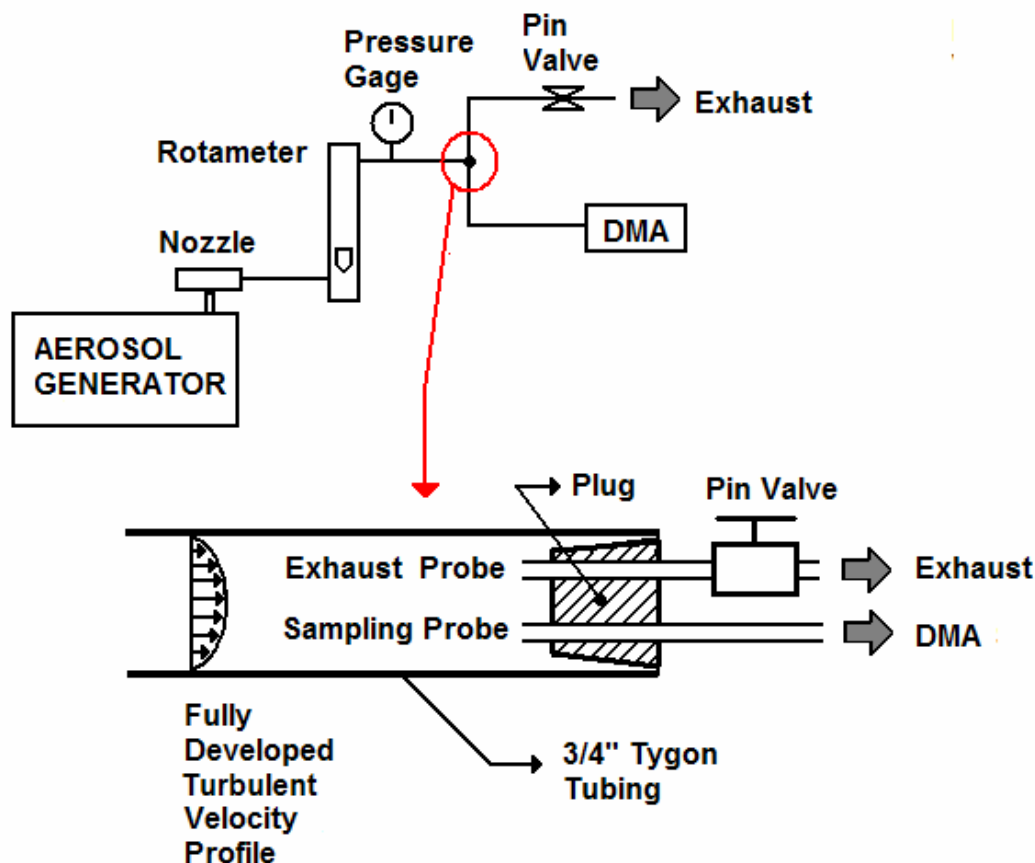 Pressure
Gage
Pin
Valve
Exhaust
Rotameter
Nozzle
DMA
AEROSOL
GENERATOR
Plug
Pin Valve
Exhaust Probe
Exhaust
Sampling Probe
DMA
Fully
Developed
Turbulent
Velocity
Profile
3/4" Tygon
Tubing